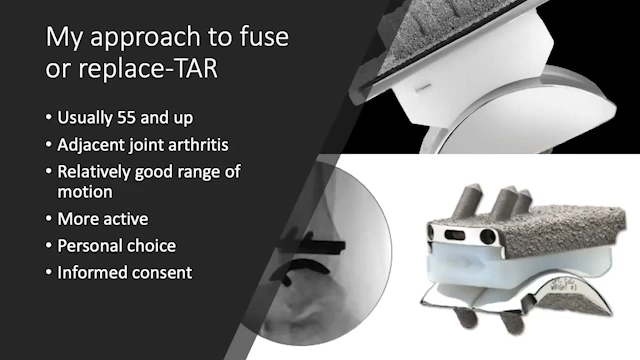 My approach to fuse
or replace-TAR
• Usually 55 and up
• Adjacent joint arthritis
• Relatively good range of
motion
• More active
• Personal choice
• Informed consent